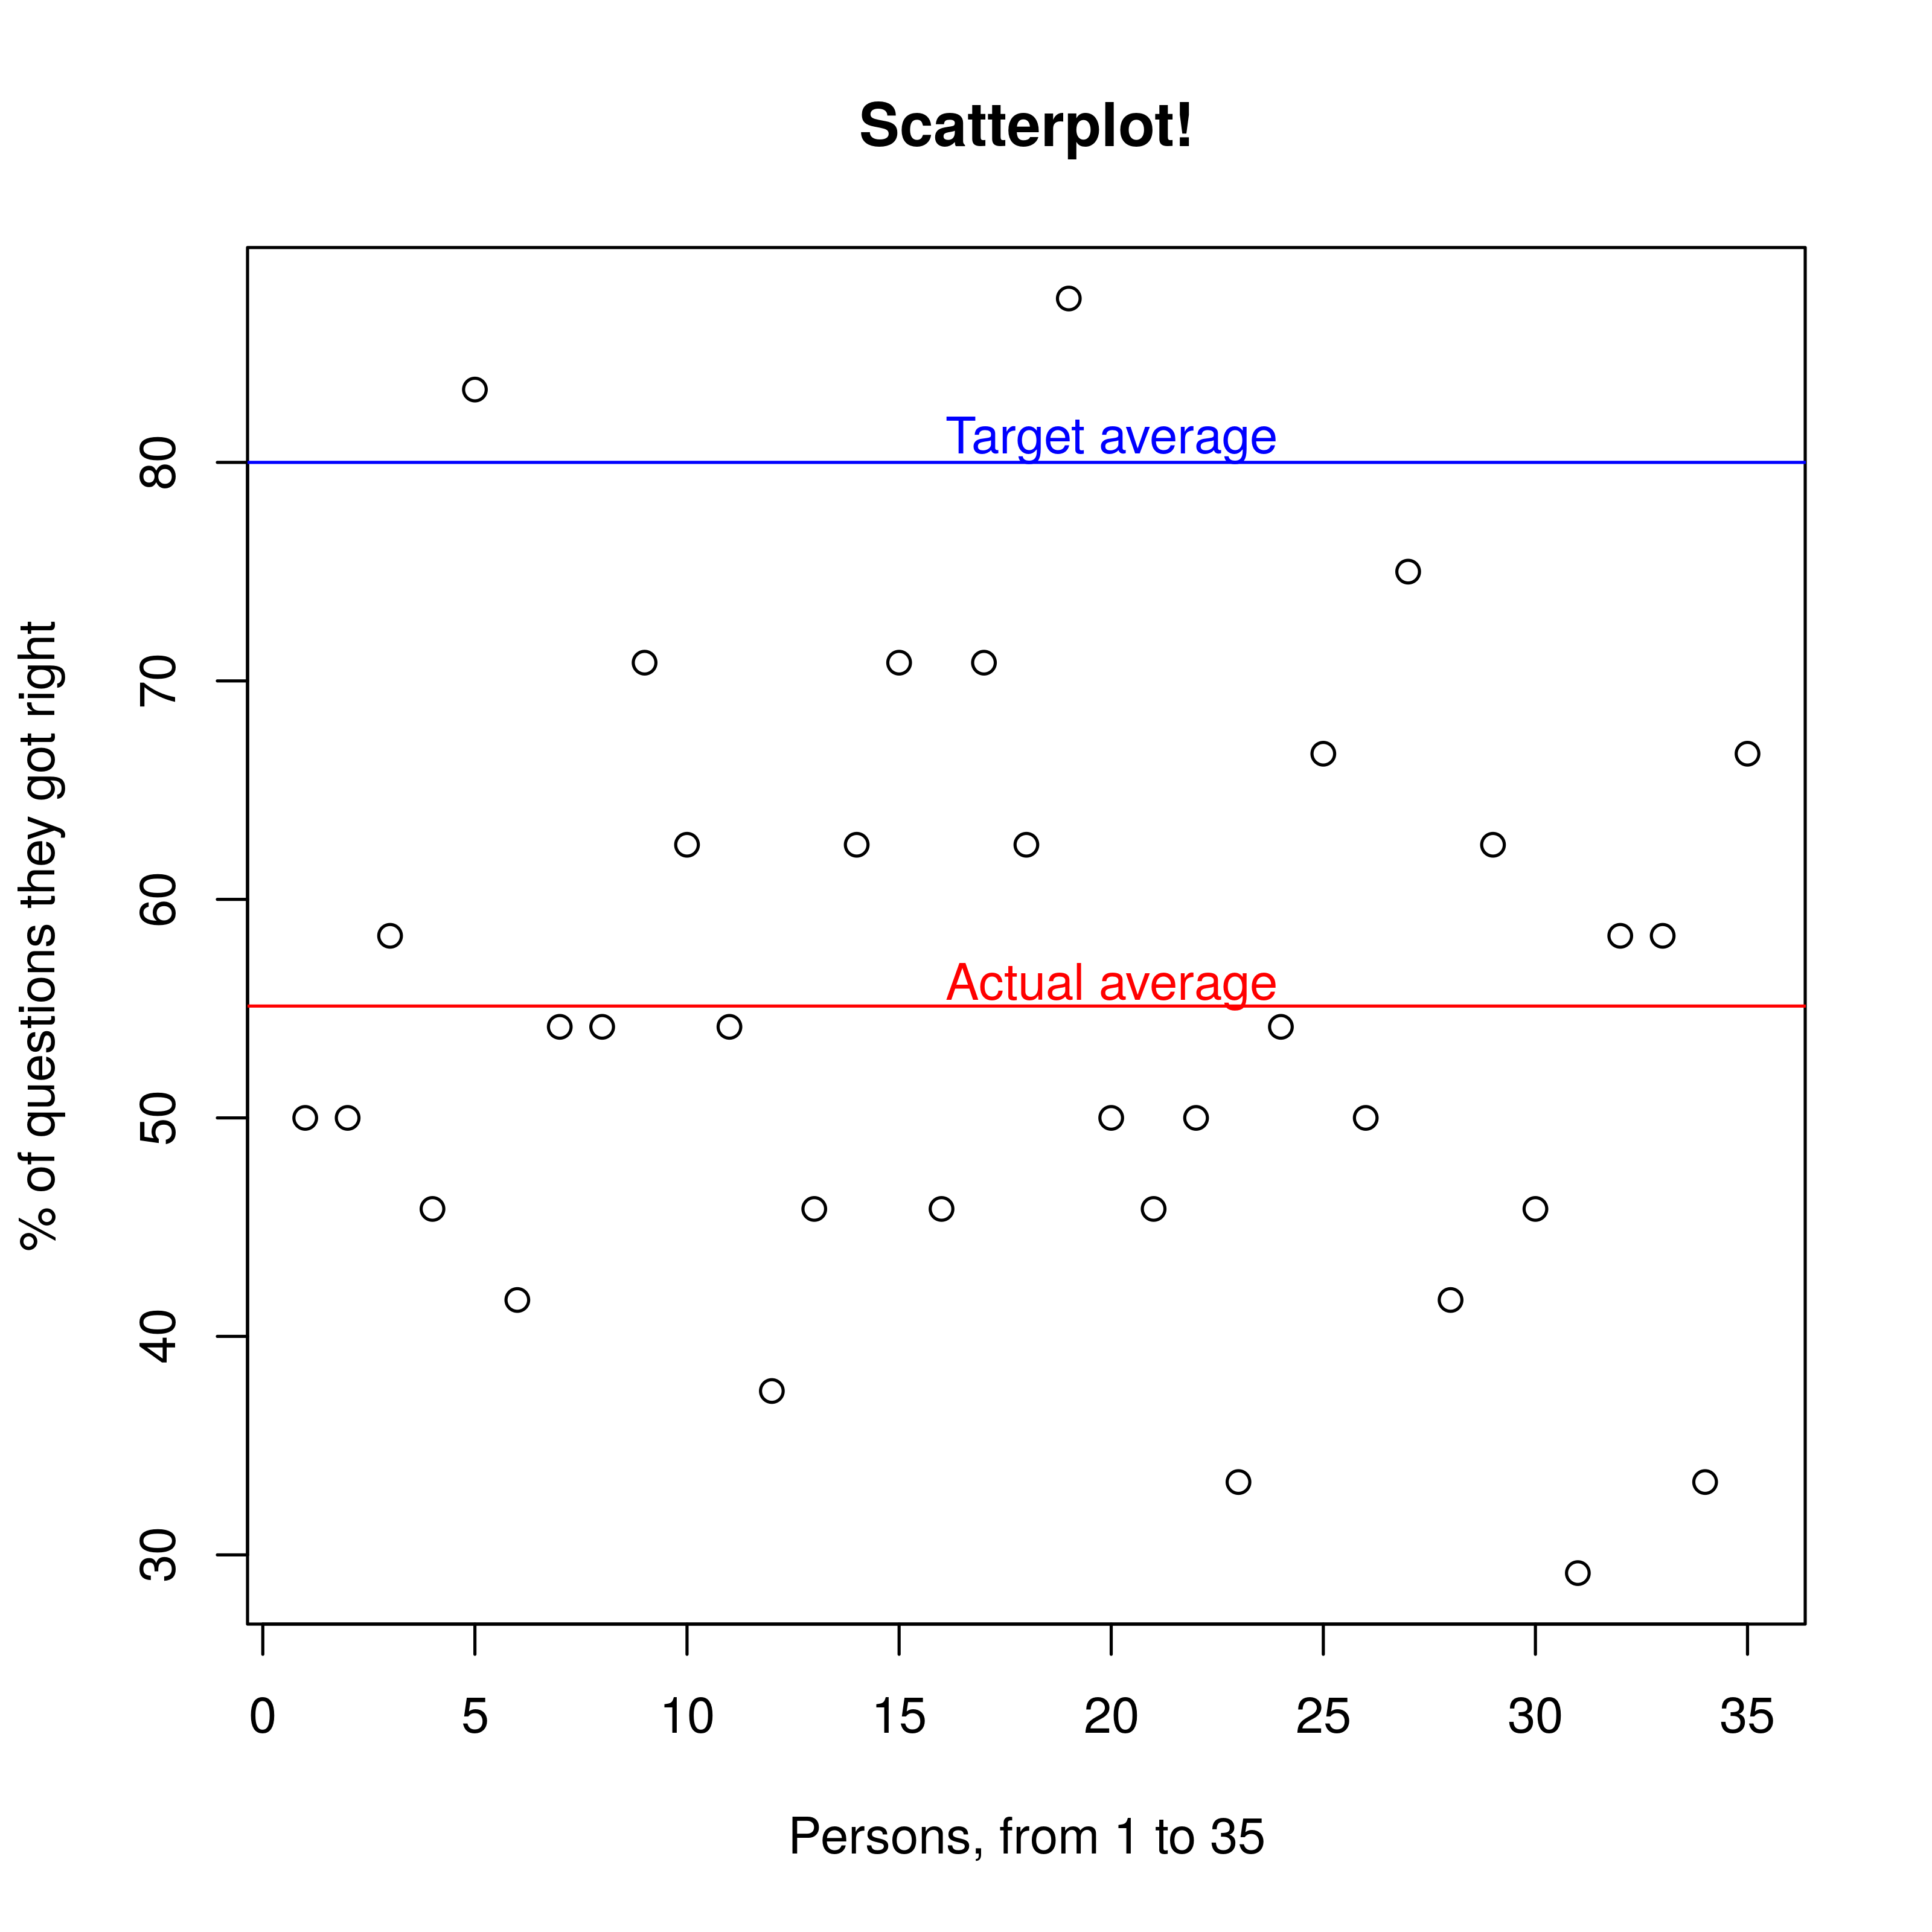 Scatterplot!
% of questions they got right
80
70
60
50
40
30
Target average
Actual average
0 5 10 15 20 25 30 35
Persons, from 1 to 35